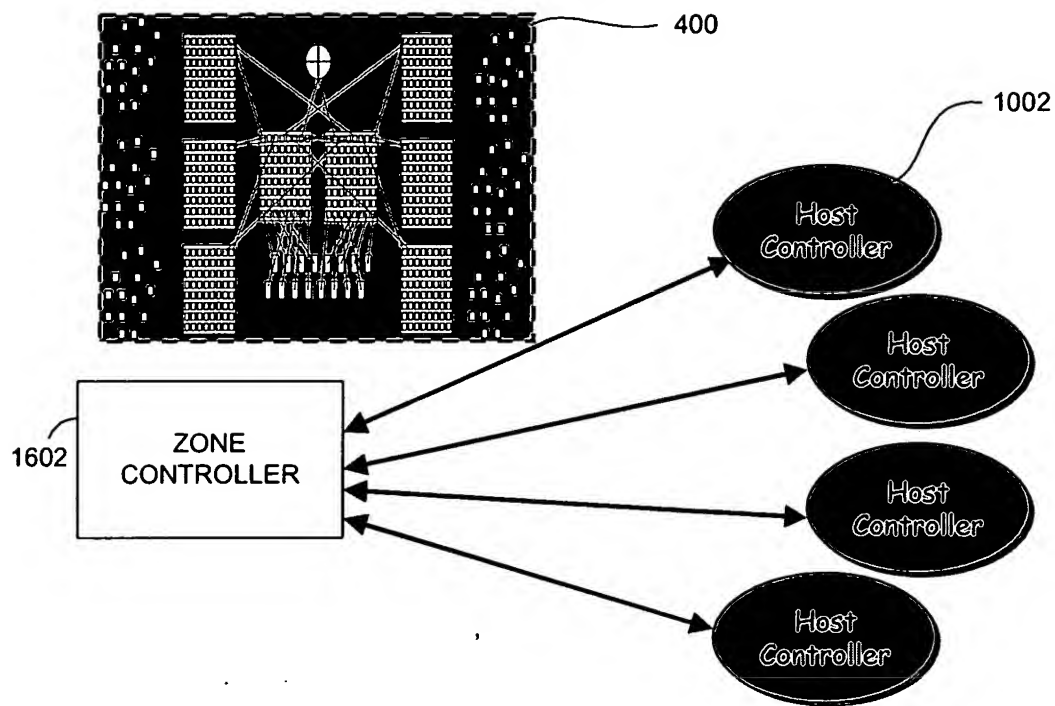 400
1002
Host
Controller
Host
Controller
ZONE
CONTROLLER
1602
Host
Controller
Host
Controller